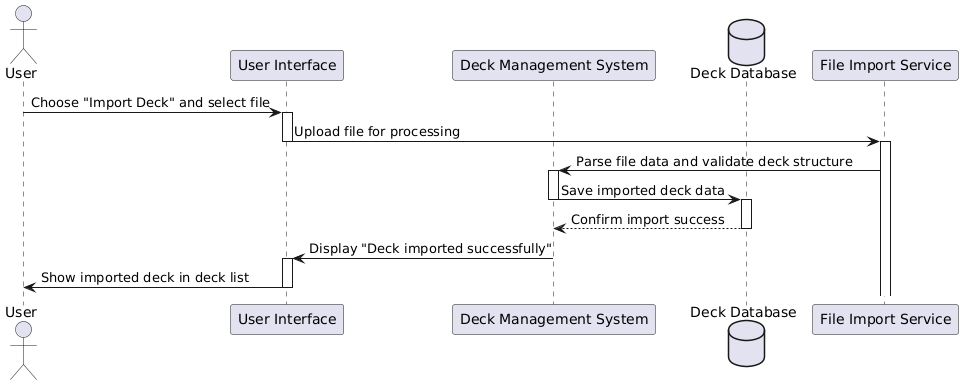 User
User Interface
Deck Management System
Deck Database
File Import Service
Choose "Import Deck" and select file
Upload file for processing
Parse file data and validate deck structure
Save imported deck data
Confirm import success
Display "Deck imported successfully"
Show imported deck in deck list
User
User Interface
Deck Management System
Deck Database
File Import Service